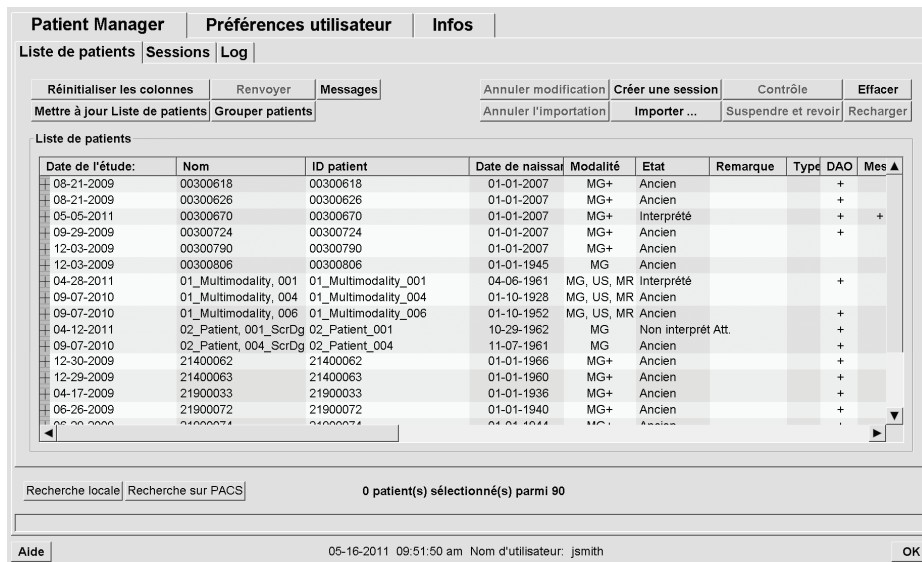 Patient Manager Préférences utilisateur Infos
Liste de patients Sessions Log
Réinitialiser les colonnes Renvoyer Messages Annuler modification Créer une session Contrôle Effacer
Mettre à jour Liste de patients Grouper patients Annuler l'importation Importer ... Suspendre et revoir Recharger
Liste de patients
Date de l'étude: Nom ID patient Date de naissar Modalité Etat Remarque Type DAO Mes
08-21-2009 00300618 00300618 01-01-2007 MG+ Ancien +
08-21-2009 00300626 00300626 01-01-2007 MG+ Ancien +
05-05-2011 00300670 00300670 01-01-2007 MG+ Interprété + +
09-29-2009 00300724 00300724 01-01-2007 MG+ Ancien +
12-03-2009 00300790 00300790 01-01-2007 MG+ Ancien
12-03-2009 00300806 00300806 01-01-1945 MG Ancien
04-28-2011 01_Multimodality, 001 01_Multimodality_001 04-06-1961 MG, US, MR Interprété +
09-07-2010 01_Multimodality, 004 01_Multimodality_004 01-10-1928 MG, US, MR Ancien
09-07-2010 01_Multimodality, 006 01_Multimodality_006 01-10-1952 MG, US, MR Ancien +
04-12-2011 02_Patient, 001_ScrDg 02_Patient_001 10-29-1962 MG Non interprét Att. +
09-07-2010 02_Patient, 004_ScrDg 02_Patient_004 11-07-1961 MG Ancien +
12-30-2009 21400062 21400062 01-01-1966 MG+ Ancien +
12-29-2009 21400063 21400063 01-01-1960 MG+ Ancien +
04-17-2009 21900033 21900033 01-01-1936 MG+ Ancien +
06-26-2009 21900072 21900072 01-01-1940 MG+ Ancien +
06-29-2009 21900074 21900074 01-01-1944 MG+ Ancien +
Recherche locale Recherche sur PACS 0 patient(s) sélectionné(s) parmi 90
Aide 05-16-2011 09:51:50 am Nom d'utilisateur: jsmith OK